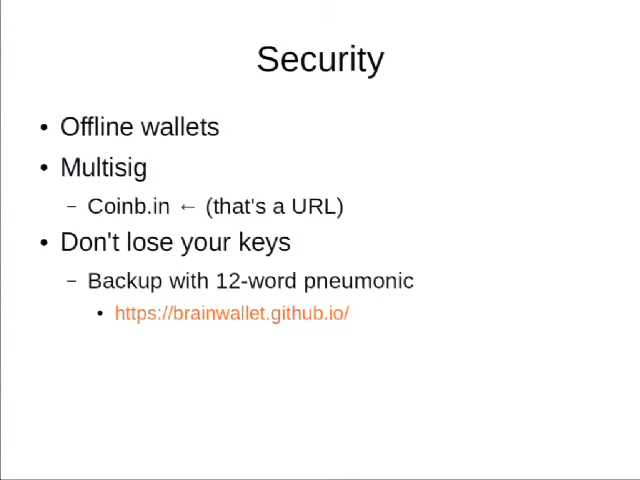 Security
• Offline wallets
• Multisig
– Coinb.in ← (that's a URL)
• Don't lose your keys
– Backup with 12-word pneumonic
• https://brainwallet.github.io/